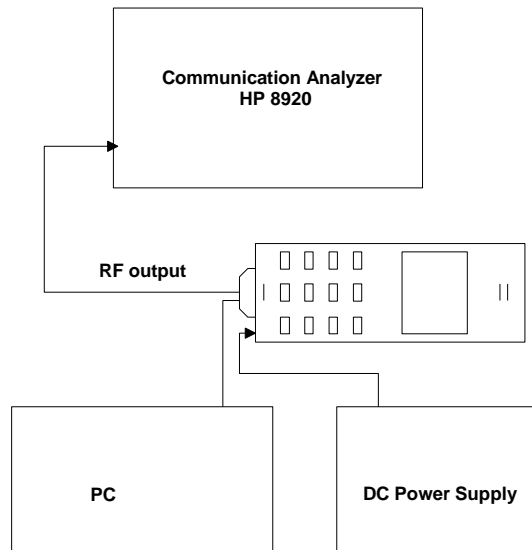 Communication Analyzer
HP 8920
RF output
PC
DC Power Supply